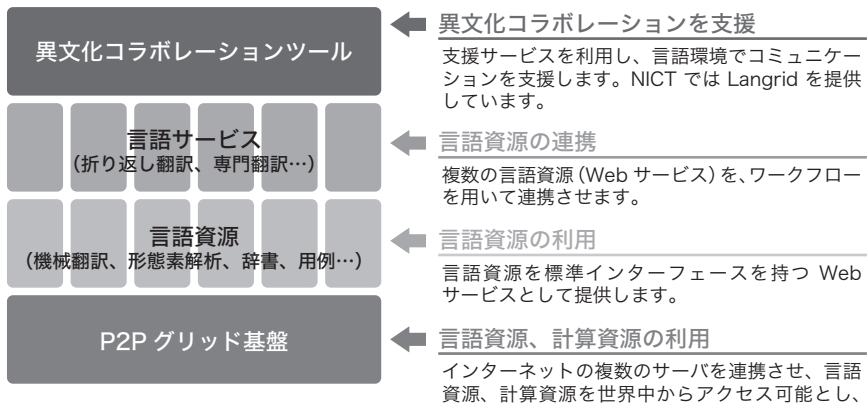 異文化コラボレーションツール
異文化コラボレーションを支援
支援サービスを利用し、言語環境でコミュニケー
ションを支援します。NICT では Langrid を提供
しています。
言語サービス
（折り返し翻訳、専門翻訳…）
言語資源の連携
複数の言語資源（Web サービス）を、ワークフロー
を用いて連携させます。
言語資源
（機械翻訳、形態素解析、辞書、用例…）
言語資源の利用
言語資源を標準インターフェースを持つ Web
サービスとして提供します。
P2P グリッド基盤
言語資源、計算資源の利用
インターネットの複数のサーバを連携させ、言語
資源、計算資源を世界中からアクセス可能とし、